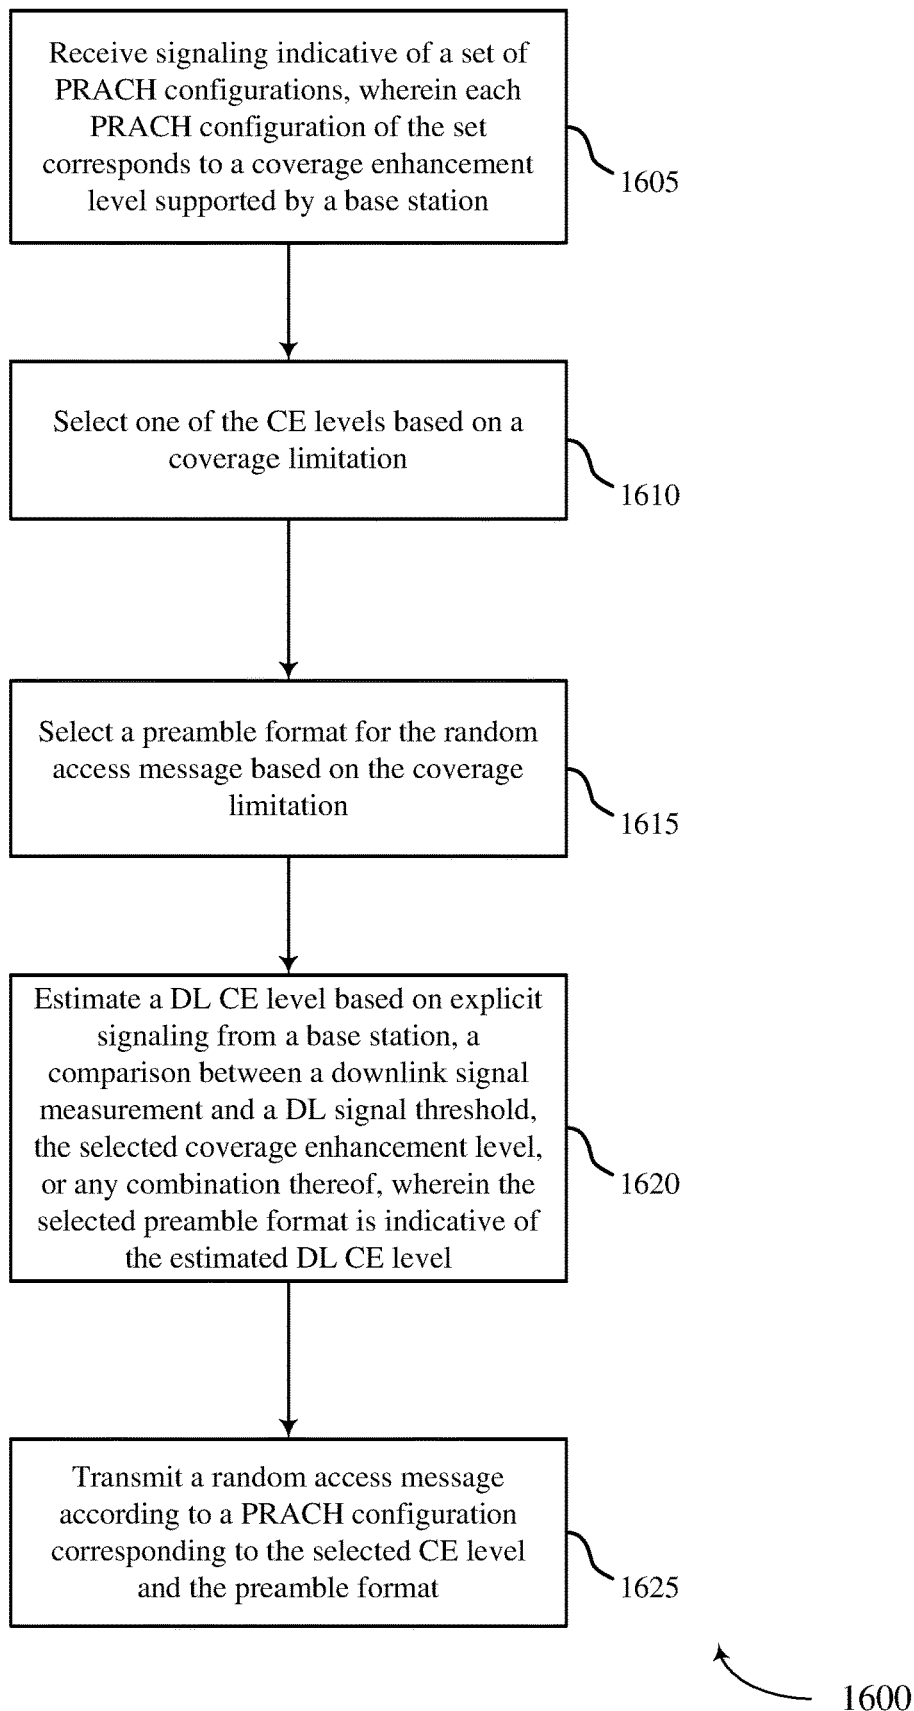 Receive signaling indicative of a set of
PRACH configurations, wherein each
PRACH configuration of the set
corresponds to a coverage enhancement
level supported by a base station
1605
Select one of the CE levels based on a
coverage limitation
1610
Select a preamble format for the random
access message based on the coverage
limitation
1615
Estimate a DL CE level based on explicit
signaling from a base station, a
comparison between a downlink signal
measurement and a DL signal threshold,
the selected coverage enhancement level,
or any combination thereof, wherein the
selected preamble format is indicative of
the estimated DL CE level
1620
Transmit a random access message
according to a PRACH configuration
corresponding to the selected CE level
and the preamble format
1625
1600